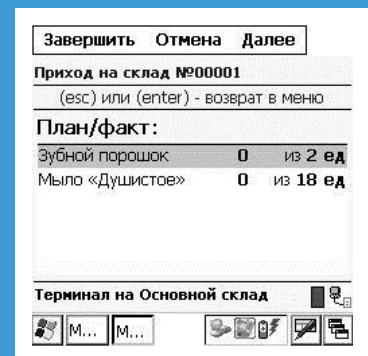 Завершить Отмена Далее
Приход на склад №00001
(esc) или (enter) - возврат в меню
План/факт:
Зубной порошок 0 из 2 ед
Мыло «Душистое» 0 из 18 ед
Терминал на Основной склад
М... М...